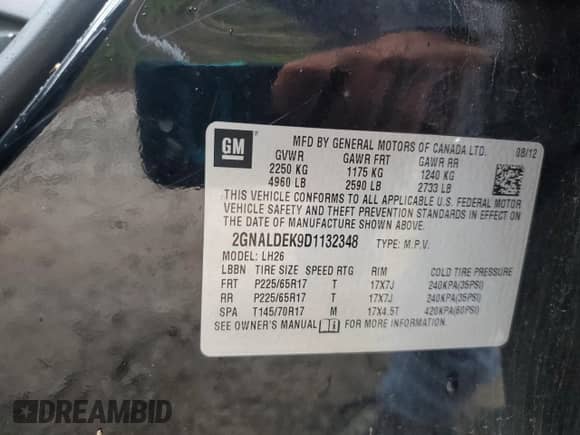 GM
MFD BY GENERAL MOTORS OF CANADA LTD. 08/12
GVWR GAWR FRT GAWR RR
2250 KG 1175 KG 1240 KG
4960 LB 2590 LB 2733 LB
THIS VEHICLE CONFORMS TO ALL APPLICABLE U.S. FEDERAL MOTOR
VEHICLE SAFETY AND THEFT PREVENTION STANDARDS IN EFFECT ON
THE DATE OF MANUFACTURE SHOWN ABOVE.
2GNALDEK9D1132348 TYPE: M.P.V.
MODEL: LH26
LBBN TIRE SIZE SPEED RTG RIM COLD TIRE PRESSURE
FRT P225/65R17 T 17X7J 240KPA(35PSI)
RR P225/65R17 T 17X7J 240KPA(35PSI)
SPA T145/70R17 M 17X4.5T 420KPA(60PSI)
SEE OWNER'S MANUAL FOR MORE INFORMATION.
DREAMBID